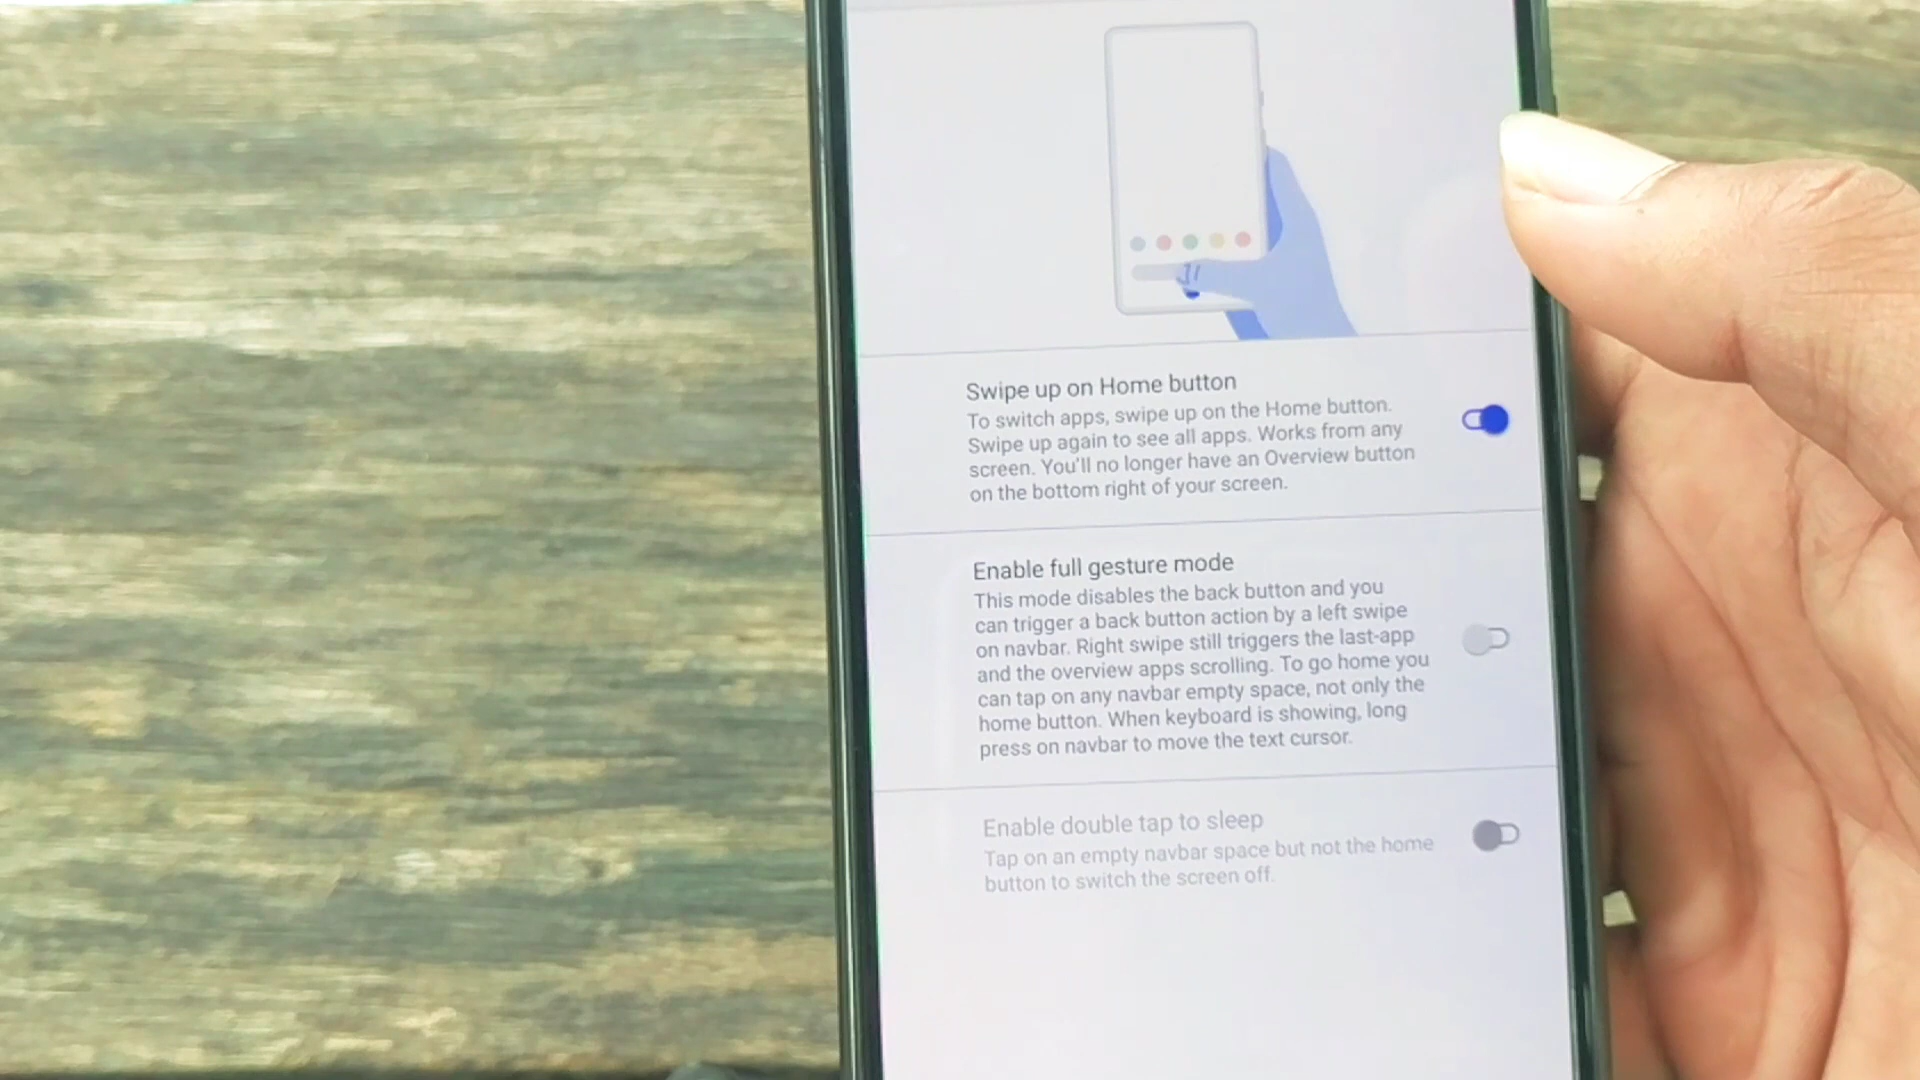 Swipe up on Home button
To switch apps, swipe up on the Home button.
Swipe up again to see all apps. Works from any
screen. You'll no longer have an Overview button
on the bottom right of your screen.
Enable full gesture mode
This mode disables the back button and you
can trigger a back button action by a left swipe
on navbar. Right swipe still triggers the last-app
and the overview apps scrolling. To go home you
can tap on any navbar empty space, not only the
home button. When keyboard is showing, long
press on navbar to move the text cursor.
Enable double tap to sleep
Tap on an empty navbar space but not the home
button to switch the screen off.